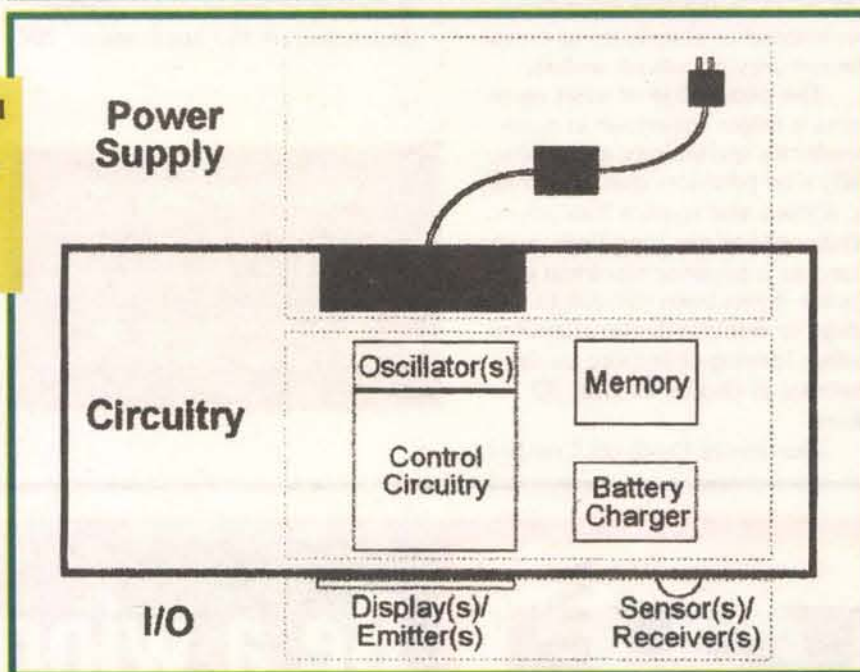 Power
Supply
Oscillator(s)
Memory
Circuitry
Control
Circuitry
Battery
Charger
I/O
Display(s)/
Emitter(s)
Sensor(s)/
Receiver(s)